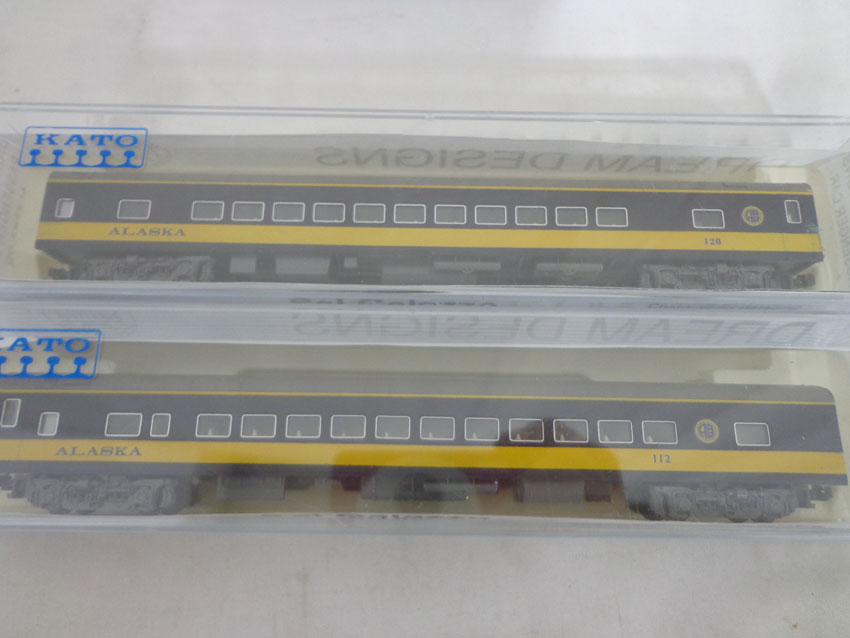 KATO
DREAM DESIGNS
ALASKA
120
DREAM DESIGNS
KATO
ALASKA
112